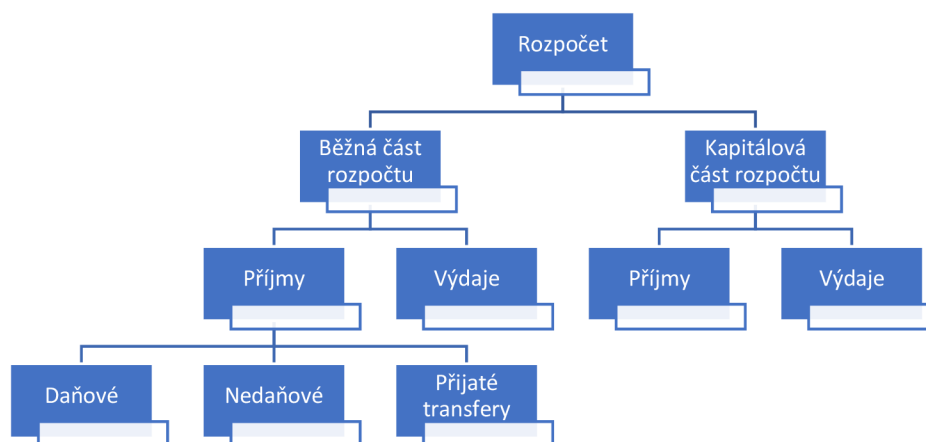 Rozpočet
Běžná část
rozpočtu
Kapitálová
část rozpočtu
Příjmy
Výdaje
Příjmy
Výdaje
Daňové
Nedaňové
Přijaté
transfery